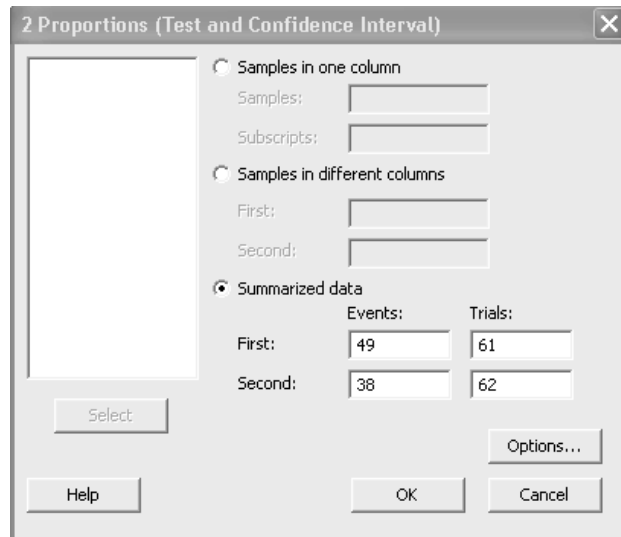 2 Proportions (Test and Confidence Interval)
Samples in one column
Samples:
Subscripts:
Samples in different columns
First:
Second:
Summarized data
Events: Trials:
First: 49 61
Second: 38 62
Select
Options...
Help OK Cancel